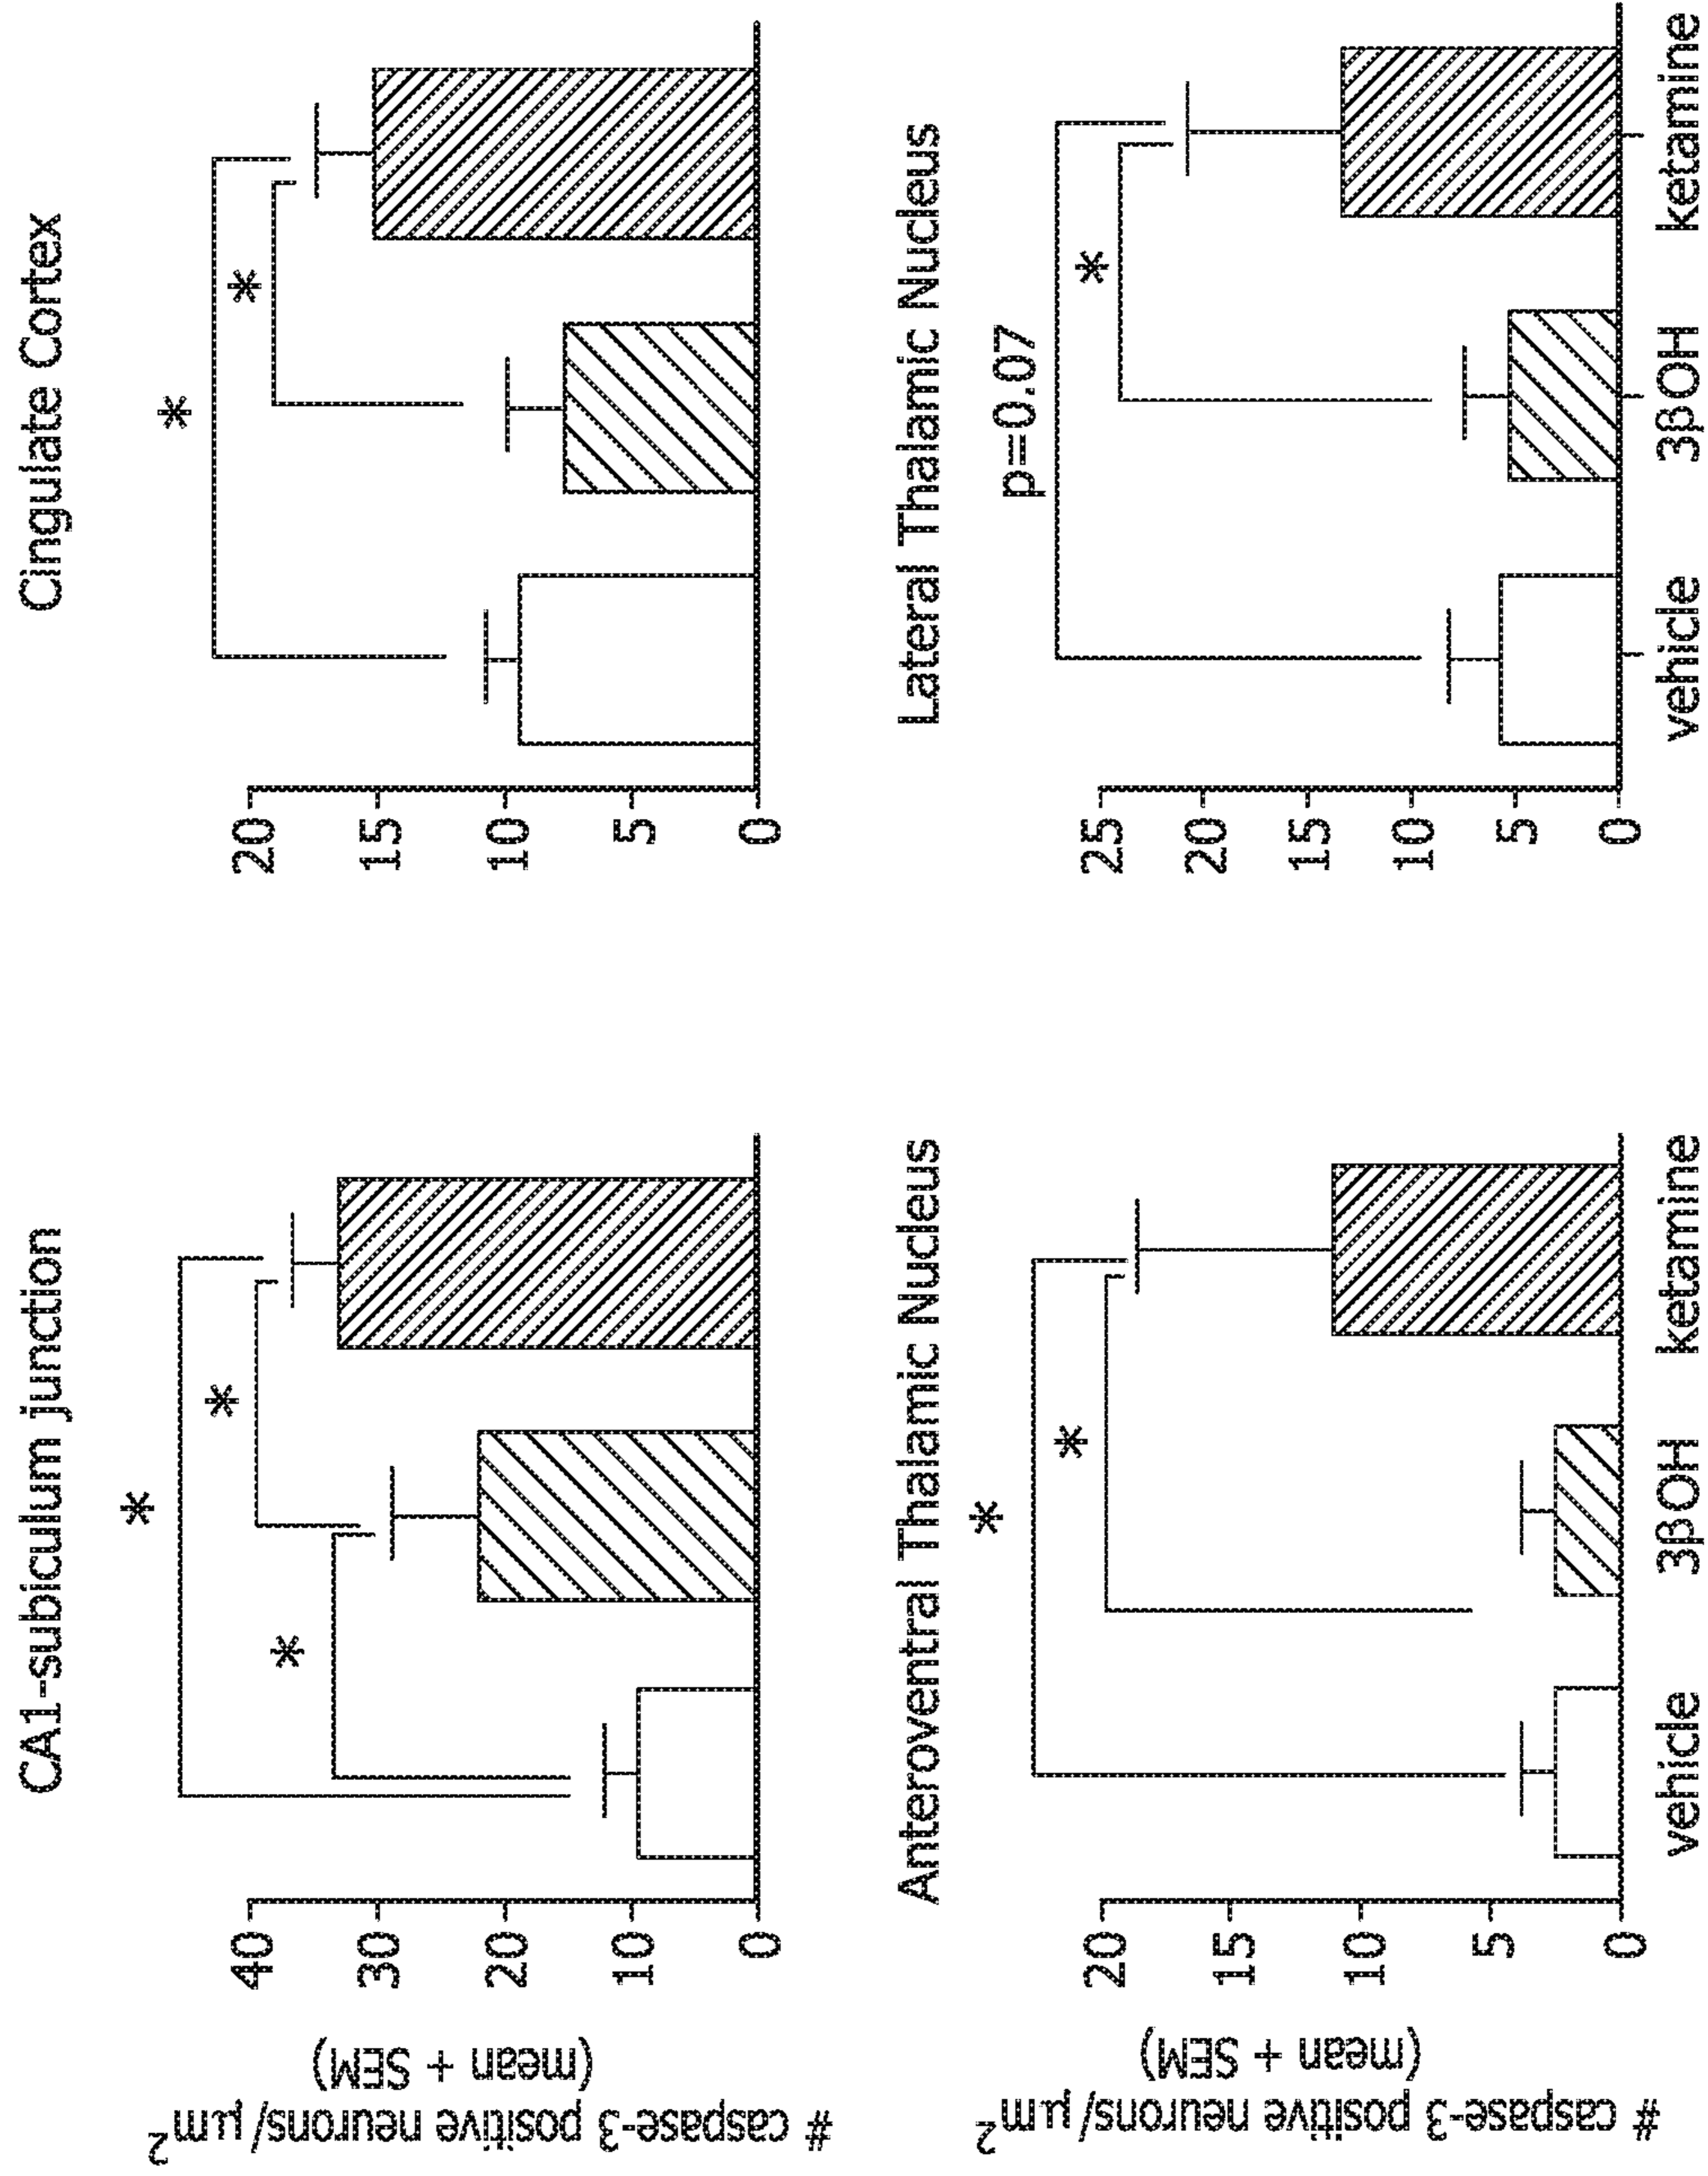 CA1-subiculum junction
# caspase-3 positive neurons/μm²
(mean + SEM)
40
30
20
10
0
*
*
*
Cingulate Cortex
20
15
10
5
0
*
*
Anteroventral Thalamic Nucleus
# caspase-3 positive neurons/μm²
(mean + SEM)
20
15
10
5
0
*
*
vehicle 3βOH ketamine
Lateral Thalamic Nucleus
25
20
15
10
5
0
p=0.07
*
vehicle 3βOH ketamine